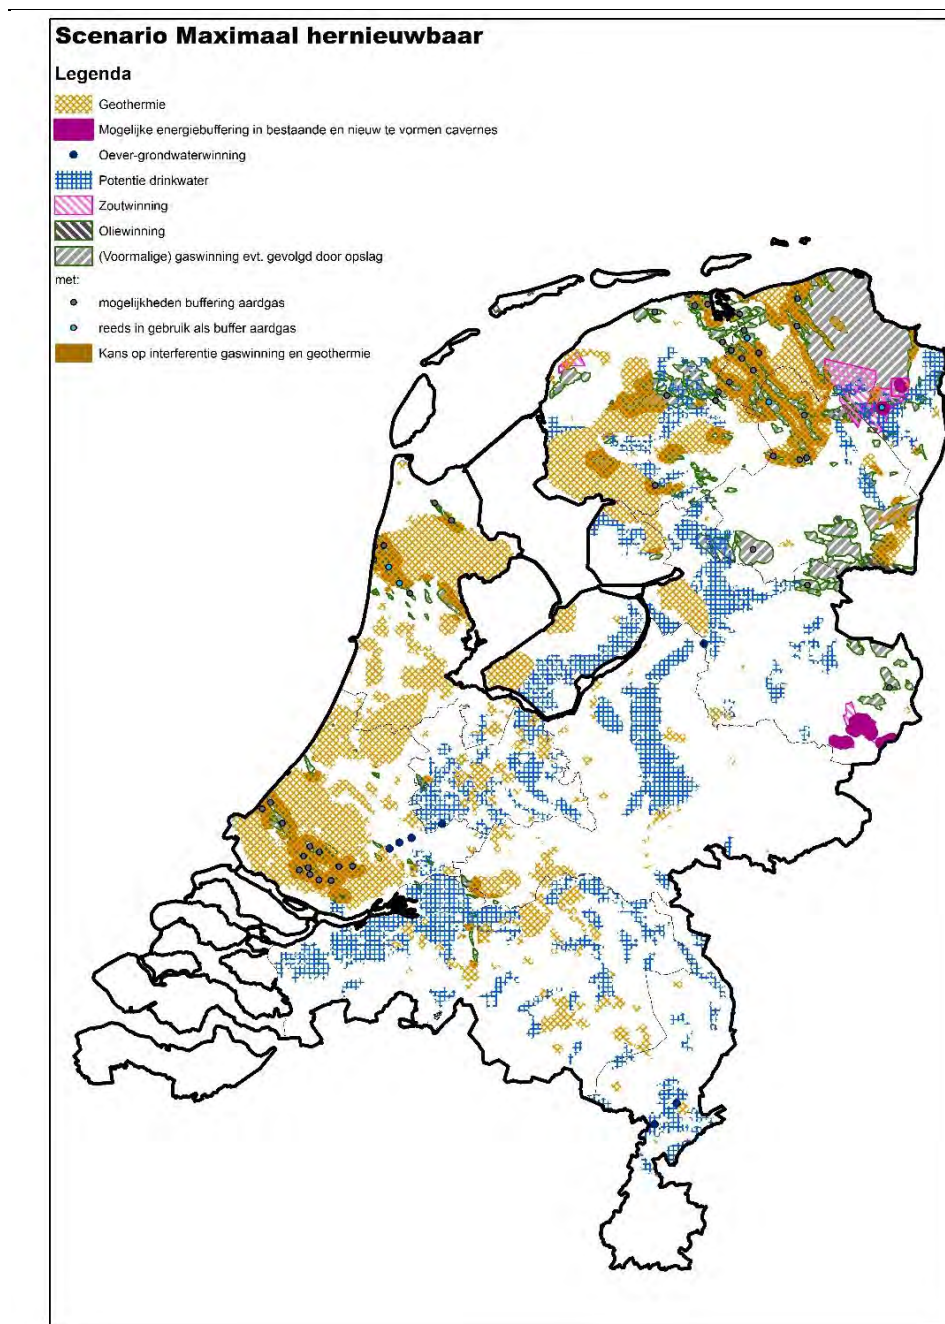 Scenario Maximaal hernieuwbaar
Legenda
Geothermie
Mogelijke energiebuffering in bestaande en nieuw te vormen cavernes
Oever-grondwaterwinning
Potentie drinkwater
Zoutwinning
Oliewinning
(Voormalige) gaswinning evt. gevolgd door opslag
met:
mogelijkheden buffering aardgas
reeds in gebruik als buffer aardgas
Kans op interferentie gaswinning en geothermie